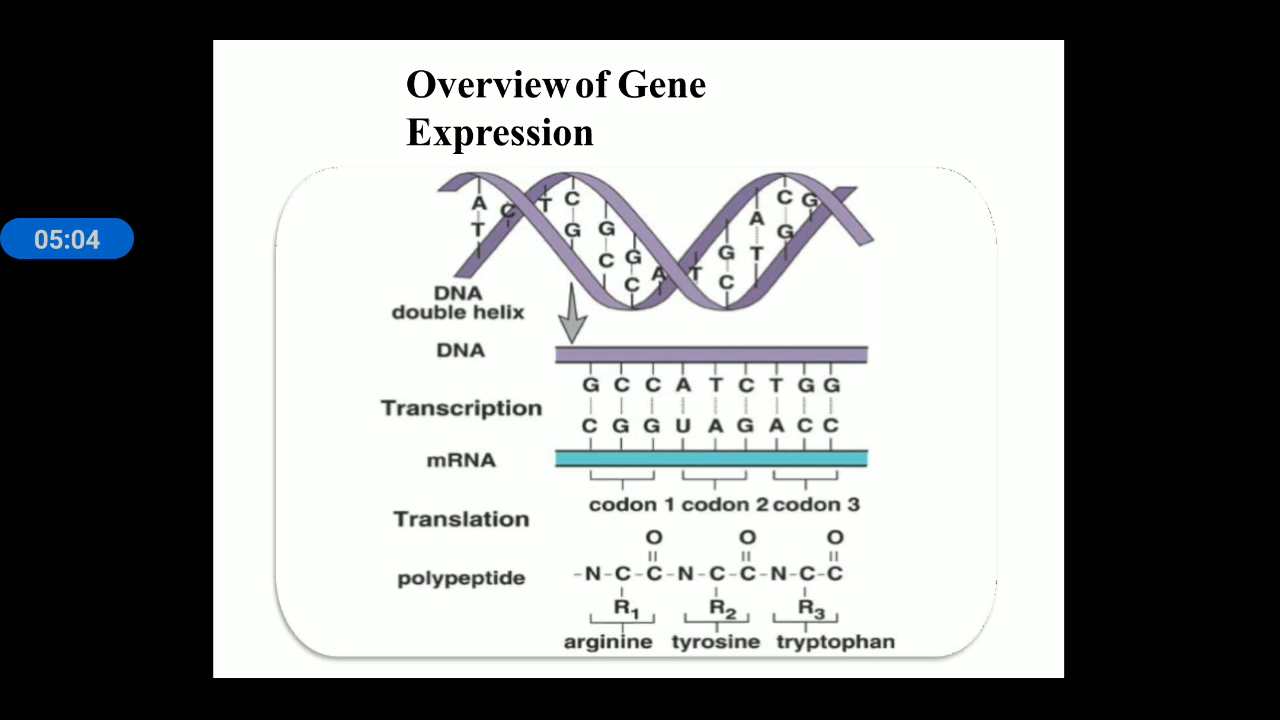 Overview of Gene
Expression
05:04
A C T C G G A T G A C G
T G C C C T G
DNA
double helix
DNA
G C C A T C T G G
Transcription
C G G U A G A C C
mRNA
codon 1 codon 2 codon 3
Translation
O O O
polypeptide
-N-C-C-N-C-C-N-C-C
R1 R2 R3
arginine tyrosine tryptophan